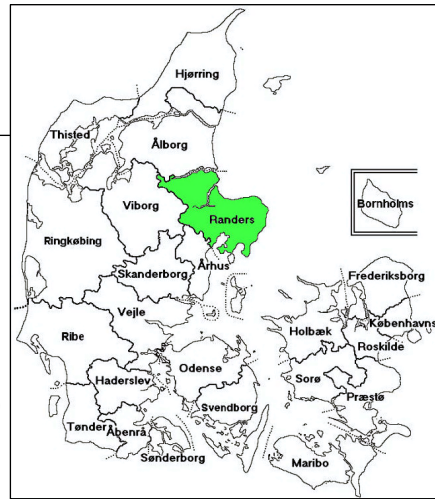 Hjørring
Thisted
Ålborg
Viborg
Randers
Bornholms
Ringkøbing
Århus
Skanderborg
Frederiksborg
Vejle
Københavns
Holbæk
Ribe
Roskilde
Odense
Haderslev
Sorø
Præstø
Svendborg
Tønder
Åbenrå
Sønderborg
Maribo